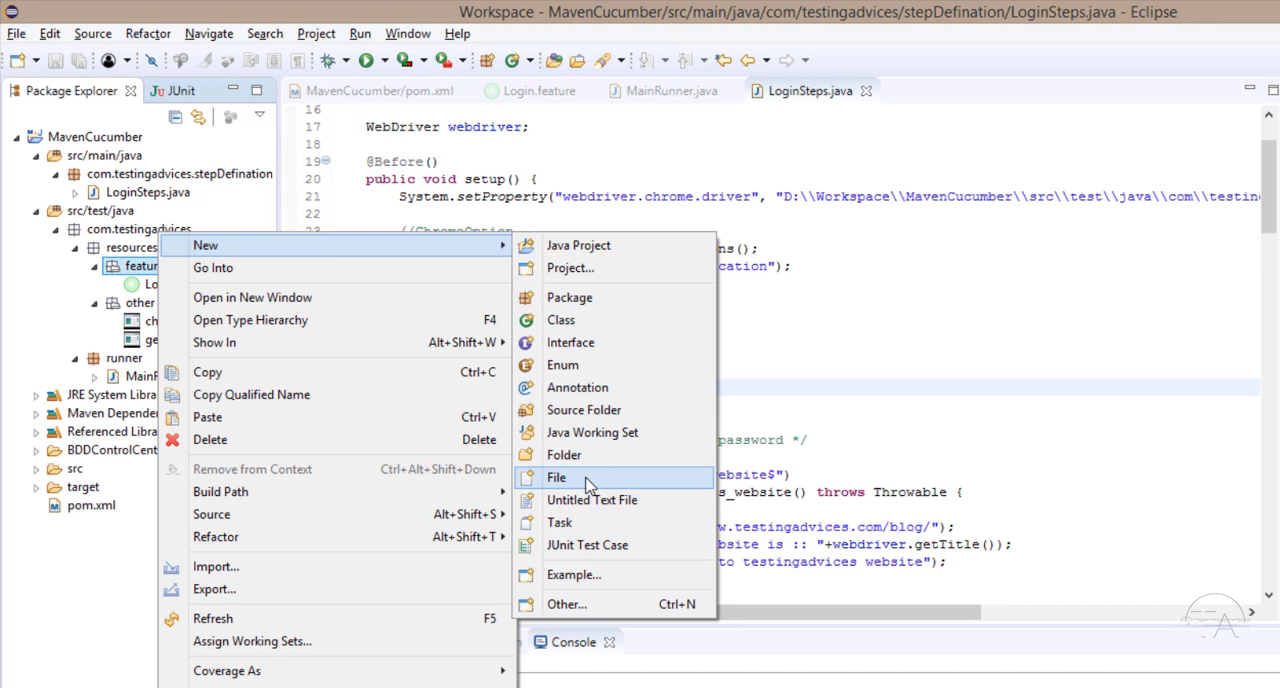 Workspace - MavenCucumber/src/main/java/com/testingadvices/stepDefination/LoginSteps.java - Eclipse
File Edit Source Refactor Navigate Search Project Run Window Help
Package Explorer JUnit MavenCucumber/pom.xml Login.feature MainRunner.java LoginSteps.java
MavenCucumber
src/main/java
com.testingadvices.stepDefination
LoginSteps.java
src/test/java
com.testingadvices
resources
featur
Lo
other
ch
ge
runner
MainR
JRE System Libra
Maven Depende
Referenced Libra
BDDControlCent
src
target
pom.xml
16
17 WebDriver webdriver;
18
19 @Before()
20 public void setup() {
21 System.setProperty("webdriver.chrome.driver", "D:\\Workspace\\MavenCucumber\\src\\test\\java\\com\\testing
22
23 //ChromeOption
ns();
cation");
password */
ebsite$")
s_website() throws Throwable {
w.testingadvices.com/blog/");
bsite is :: "+webdriver.getTitle());
to testingadvices website");
New
Go Into
Open in New Window
Open Type Hierarchy F4
Show In Alt+Shift+W
Copy Ctrl+C
Copy Qualified Name
Paste Ctrl+V
Delete Delete
Remove from Context Ctrl+Alt+Shift+Down
Build Path
Source Alt+Shift+S
Refactor Alt+Shift+T
Import...
Export...
Refresh F5
Assign Working Sets...
Coverage As
Java Project
Project...
Package
Class
Interface
Enum
Annotation
Source Folder
Java Working Set
Folder
File
Untitled Text File
Task
JUnit Test Case
Example...
Other... Ctrl+N
Console